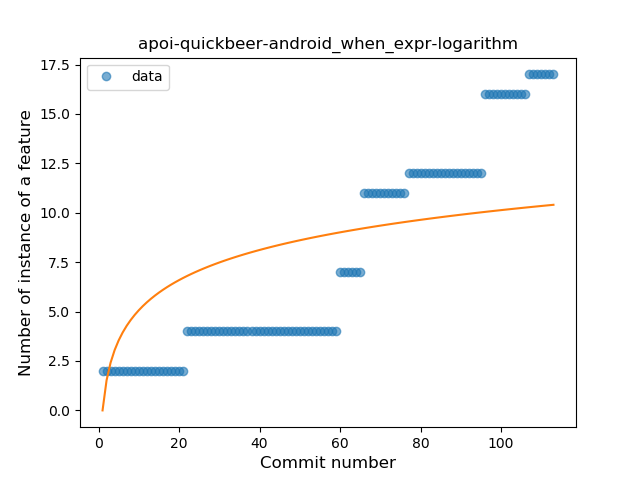 apoi-quickbeer-android_when_expr-logarithm
data
Number of instance of a feature
17.5
15.0
12.5
10.0
7.5
5.0
2.5
0.0
0 20 40 60 80 100
Commit number